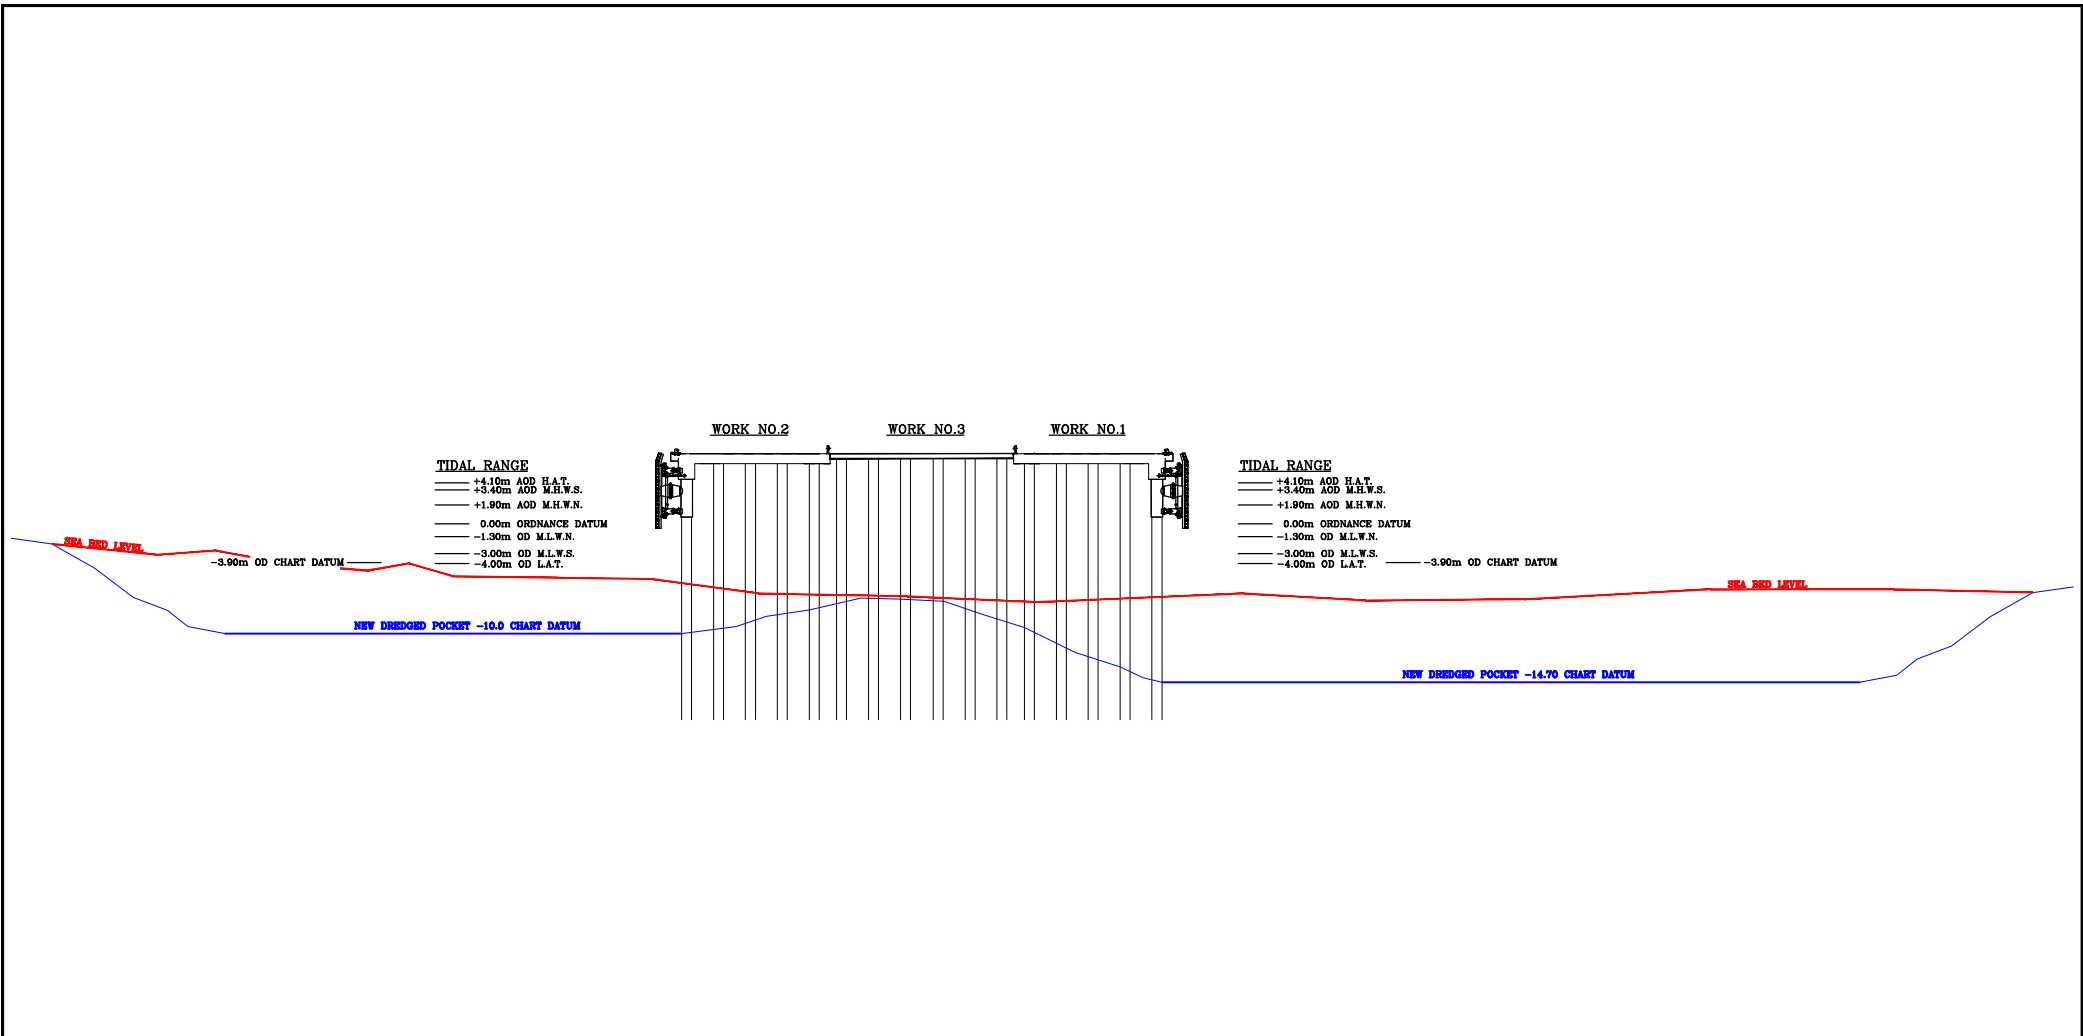 WORK NO.2
WORK NO.3
WORK NO.1
TIDAL RANGE
+4.10m AOD H.A.T.
+3.40m AOD M.H.W.S.
+1.90m AOD M.H.W.N.
0.00m ORDNANCE DATUM
-1.30m OD M.L.W.N.
-3.00m OD M.L.W.S.
-4.00m OD L.A.T.
TIDAL RANGE
+4.10m AOD H.A.T.
+3.40m AOD M.H.W.S.
+1.90m AOD M.H.W.N.
0.00m ORDNANCE DATUM
-1.30m OD M.L.W.N.
-3.00m OD M.L.W.S.
-4.00m OD L.A.T.
SEA BED LEVEL
-3.90m OD CHART DATUM
-3.90m OD CHART DATUM
SEA BED LEVEL
NEW DREDGED POCKET -10.0 CHART DATUM
NEW DREDGED POCKET -14.70 CHART DATUM